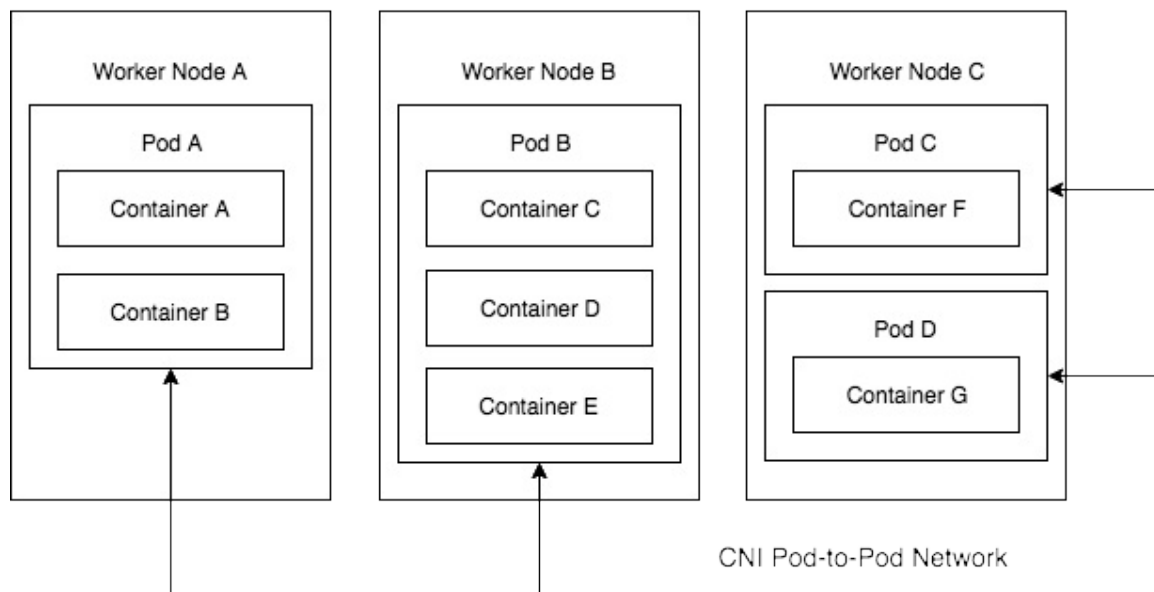 Worker Node A
Pod A
Container A
Container B
Worker Node B
Pod B
Container C
Container D
Container E
Worker Node C
Pod C
Container F
Pod D
Container G
CNI Pod-to-Pod Network